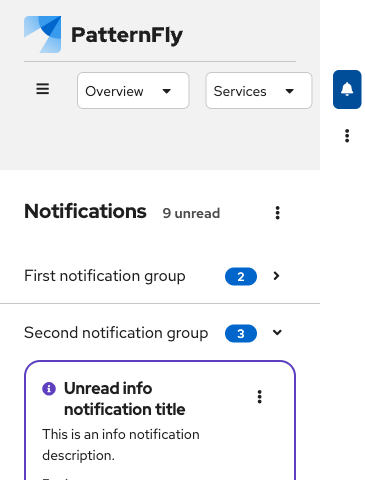 PatternFly
Overview
Services
Notifications 9 unread
First notification group 2
Second notification group 3
Unread info
notification title
This is an info notification
description.